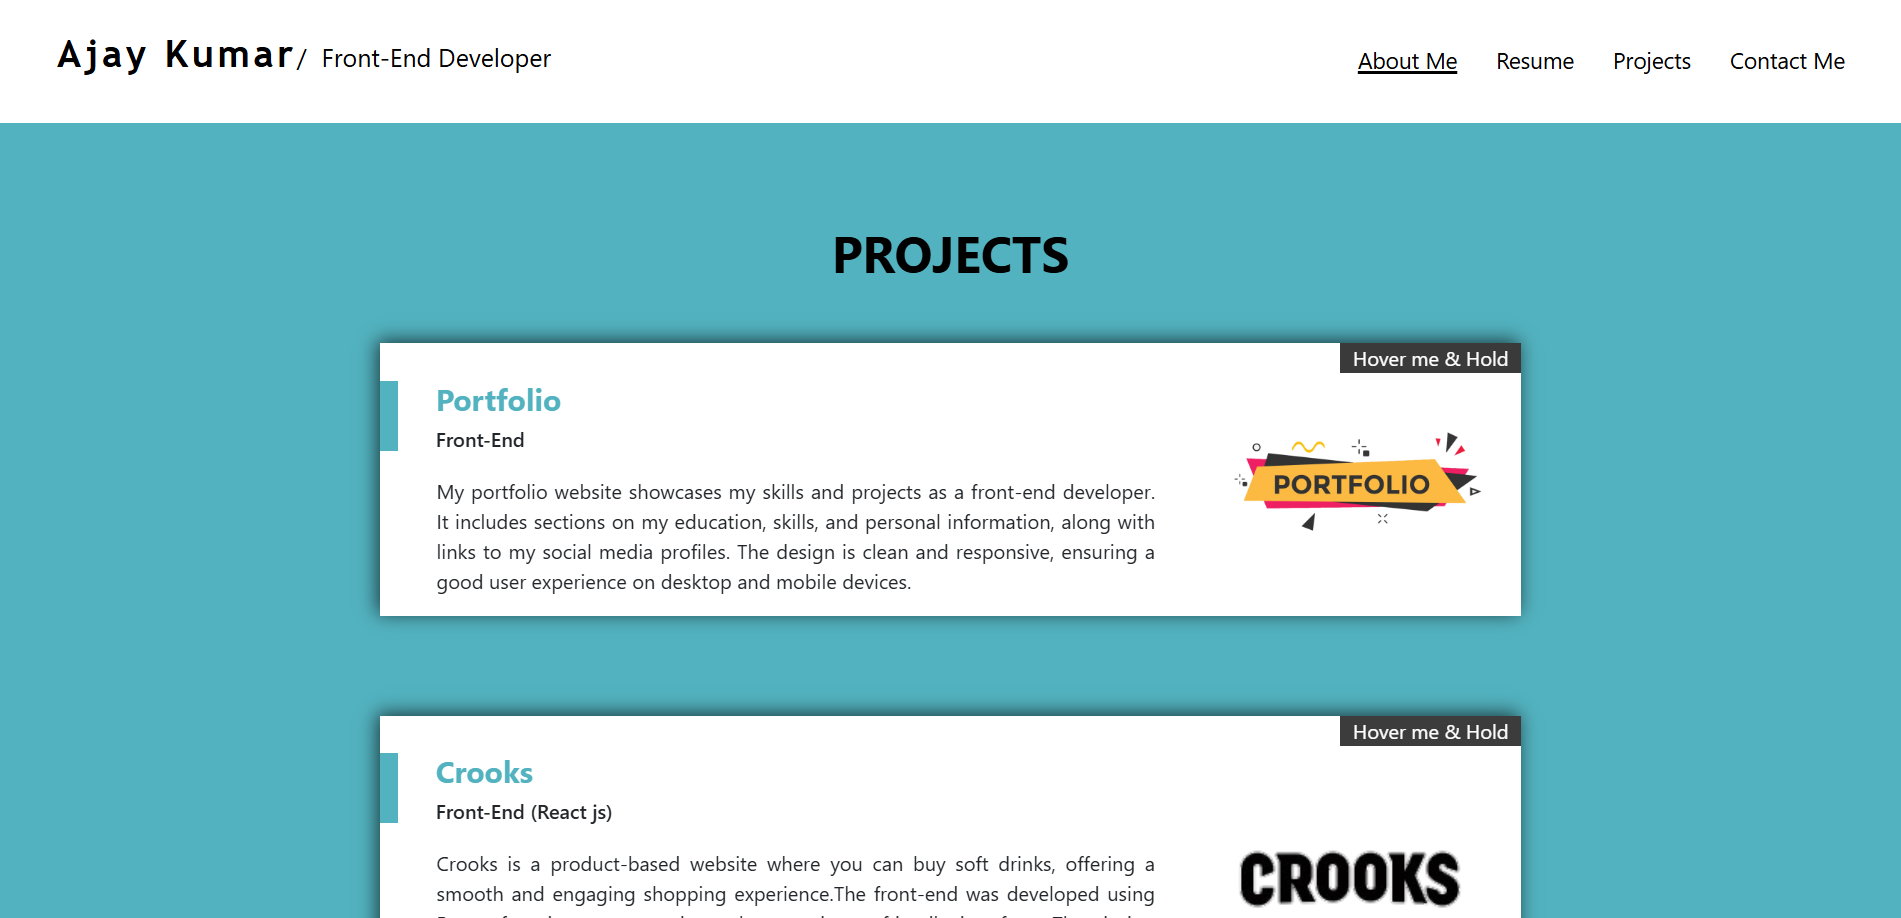 Ajay Kumar / Front-End Developer
About Me Resume Projects Contact Me
PROJECTS
Hover me & Hold
Portfolio
Front-End
My portfolio website showcases my skills and projects as a front-end developer.
It includes sections on my education, skills, and personal information, along with
links to my social media profiles. The design is clean and responsive, ensuring a
good user experience on desktop and mobile devices.
PORTFOLIO
Hover me & Hold
Crooks
Front-End (React js)
Crooks is a product-based website where you can buy soft drinks, offering a
smooth and engaging shopping experience.The front-end was developed using
CROOKS